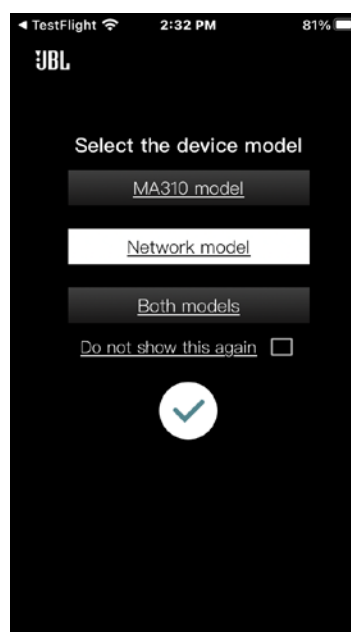 ◀ TestFlight 2:32 PM 81%
JBL
Select the device model
MA310 model
Network model
Both models
Do not show this again